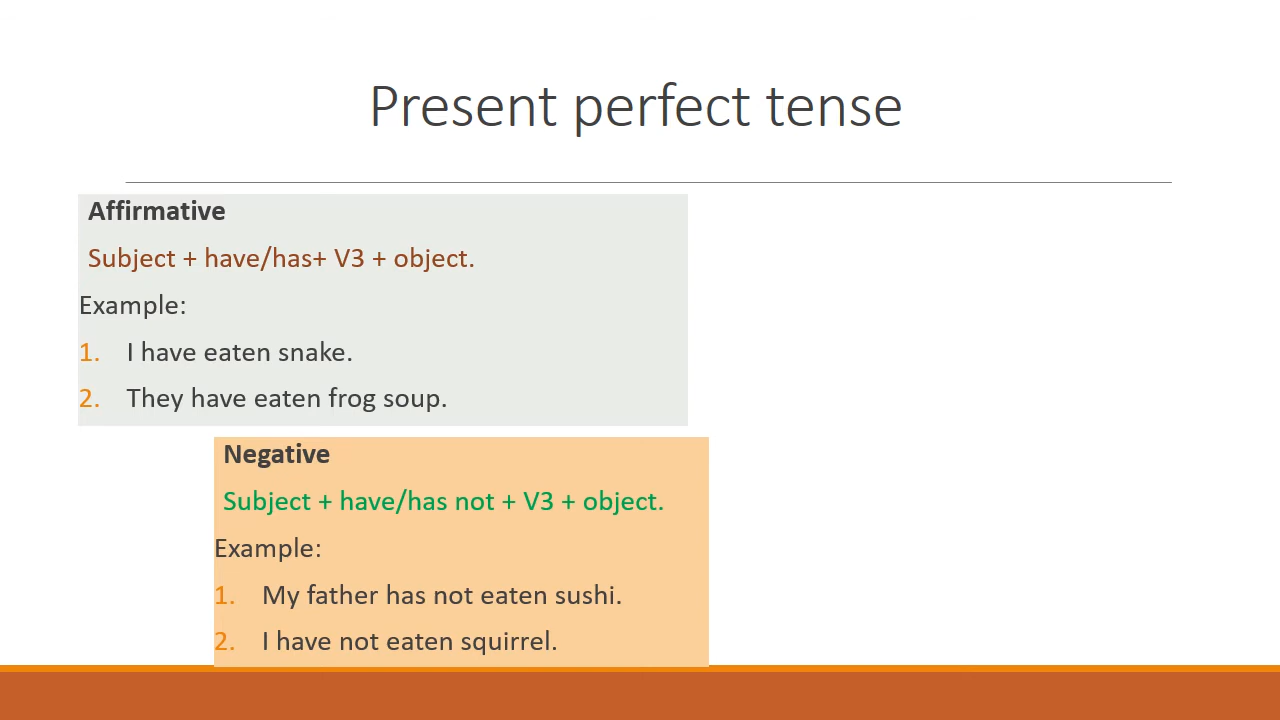 Present perfect tense
Affirmative
Subject + have/has+ V3 + object.
Example:
1. I have eaten snake.
2. They have eaten frog soup.
Negative
Subject + have/has not + V3 + object.
Example:
1. My father has not eaten sushi.
2. I have not eaten squirrel.